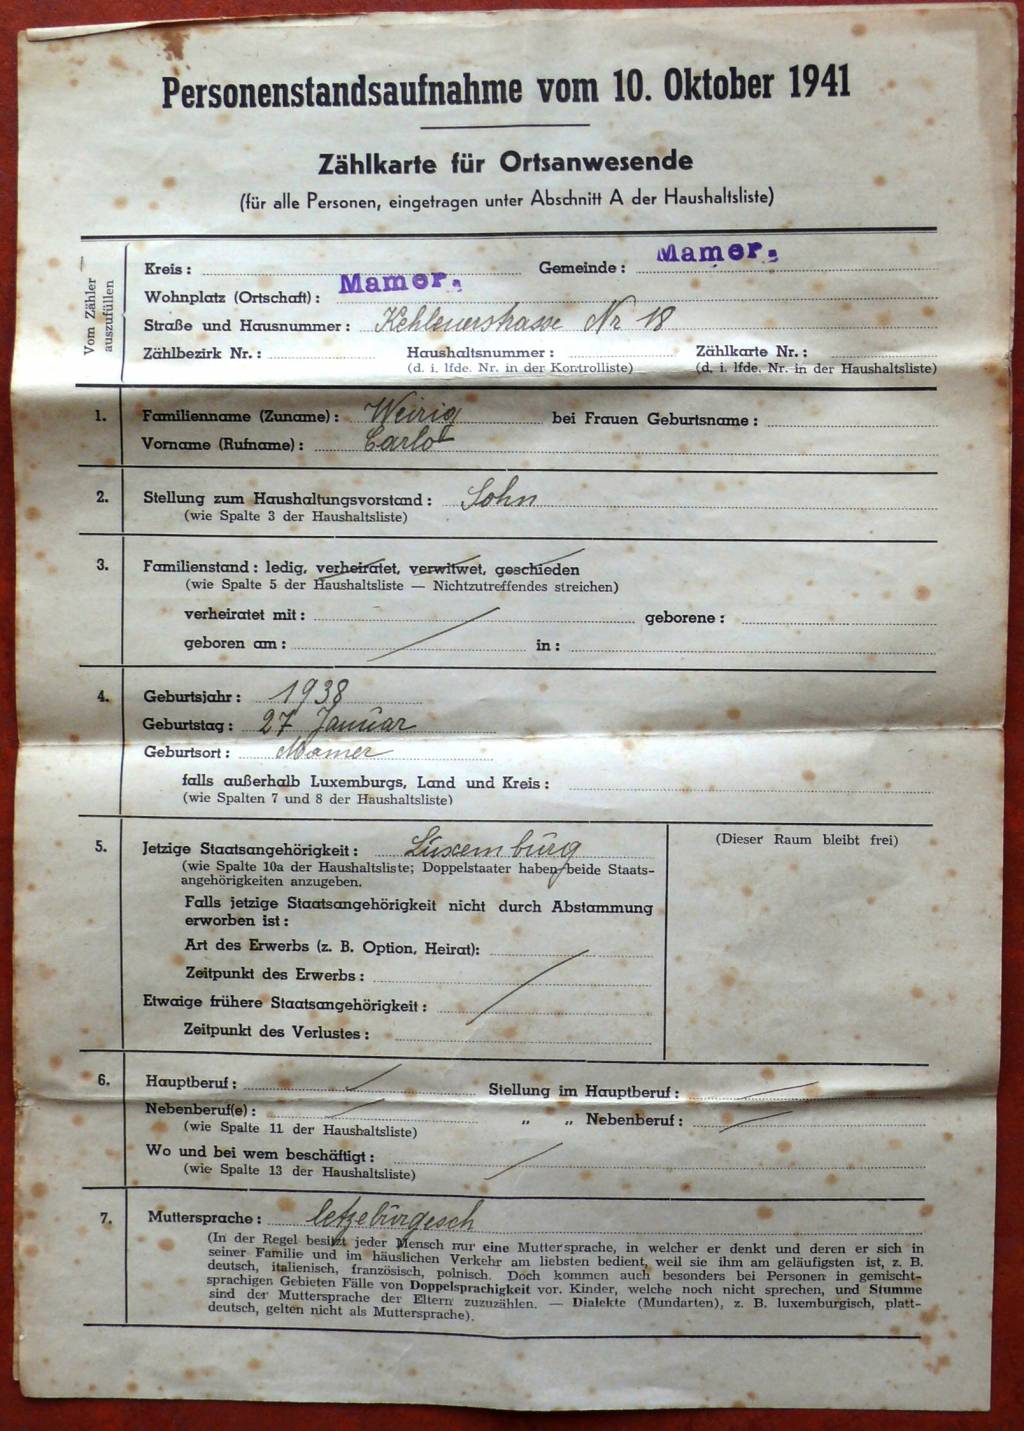 Personenstandsaufnahme vom 10. Oktober 1941
Zählkarte für Ortsanwesende
(für alle Personen, eingetragen unter Abschnitt A der Haushaltsliste)
Vom Zähler
auszufüllen
Kreis: Gemeinde: Mamer.
Wohnplatz (Ortschaft): Mamer.
Straße und Hausnummer: Kehlenerstrasse Nr 18
Zählbezirk Nr.: Haushaltsnummer: Zählkarte Nr.:
(d. i. lfde. Nr. in der Kontrolliste) (d. i. lfde. Nr. in der Haushaltsliste)
1. Familienname (Zuname): Weirig bei Frauen Geburtsname:
Vorname (Rufname): Carlo
2. Stellung zum Haushaltungsvorstand: Sohn
(wie Spalte 3 der Haushaltsliste)
3. Familienstand: ledig, verheiratet, verwitwet, geschieden
(wie Spalte 5 der Haushaltsliste — Nichtzutreffendes streichen)
verheiratet mit: geborene:
geboren am: in:
4. Geburtsjahr: 1938
Geburtstag: 27 Januar
Geburtsort: Mamer
falls außerhalb Luxemburgs, Land und Kreis:
(wie Spalten 7 und 8 der Haushaltsliste)
5. Jetzige Staatsangehörigkeit: Luxemburg
(wie Spalte 10a der Haushaltsliste; Doppelstaater haben beide Staats-
angehörigkeiten anzugeben.
Falls jetzige Staatsangehörigkeit nicht durch Abstammung
erworben ist:
Art des Erwerbs (z. B. Option, Heirat):
Zeitpunkt des Erwerbs:
Etwaige frühere Staatsangehörigkeit:
Zeitpunkt des Verlustes:
(Dieser Raum bleibt frei)
6. Hauptberuf: Stellung im Hauptberuf:
Nebenberuf(e): „ „ Nebenberuf:
(wie Spalte 11 der Haushaltsliste)
Wo und bei wem beschäftigt:
(wie Spalte 13 der Haushaltsliste)
7. Muttersprache: letzebürgesch
(In der Regel besitzt jeder Mensch nur eine Muttersprache, in welcher er denkt und deren er sich in
seiner Familie und im häuslichen Verkehr am liebsten bedient, weil sie ihm am geläufigsten ist, z. B.
deutsch, italienisch, französisch, polnisch. Doch kommen auch besonders bei Personen in gemischt-
sprachigen Gebieten Fälle von Doppelsprachigkeit vor. Kinder, welche noch nicht sprechen, und Stumme
sind der Muttersprache der Eltern zuzuzählen. — Dialekte (Mundarten), z. B. luxemburgisch, platt-
deutsch, gelten nicht als Muttersprache).